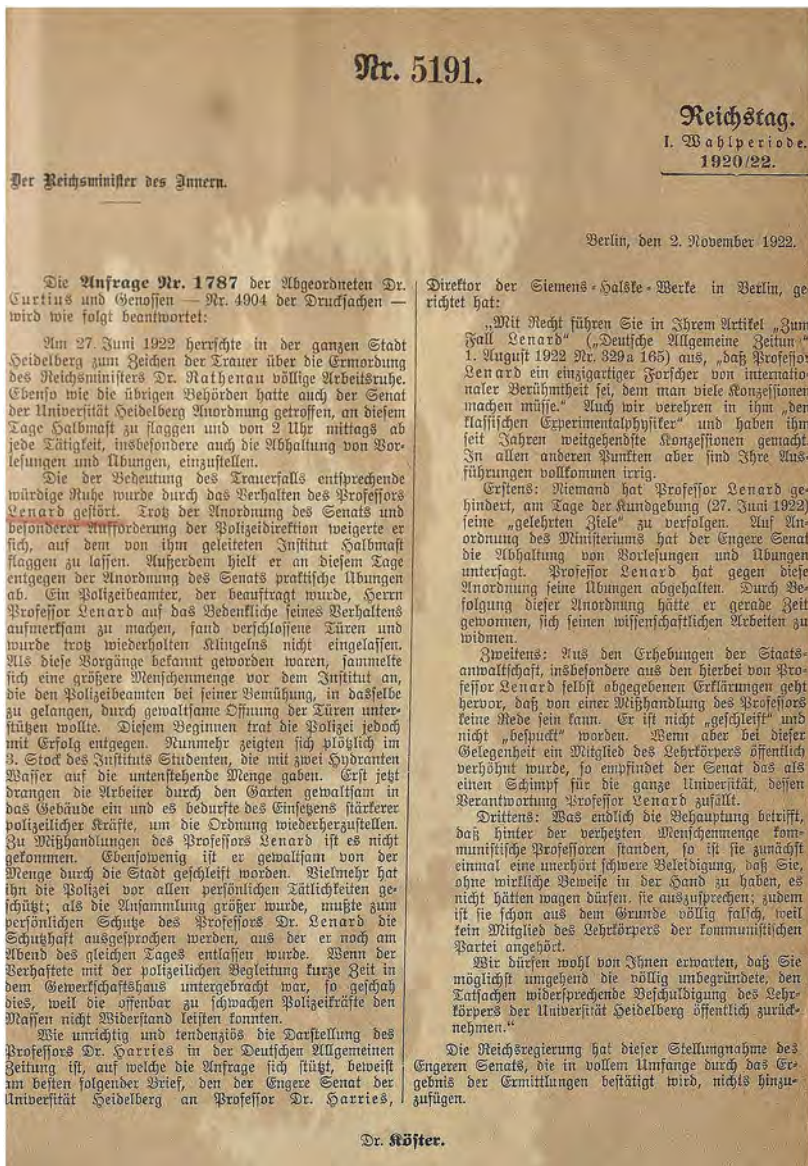 Nr. 5191.
Reichstag.
I. Wahlperiode.
1920/22.
Der Reichsminister des Innern.
Berlin, den 2. November 1922.
Die Anfrage Nr. 1787 der Abgeordneten Dr.
Curtius und Genossen — Nr. 4904 der Drucksachen —
wird wie folgt beantwortet:
Am 27. Juni 1922 herrschte in der ganzen Stadt
Heidelberg zum Zeichen der Trauer über die Ermordung
des Reichsministers Dr. Rathenau völlige Arbeitsruhe.
Ebenso wie die übrigen Behörden hatte auch der Senat
der Universität Heidelberg Anordnung getroffen, an diesem
Tage Halbmast zu flaggen und von 2 Uhr mittags ab
jede Tätigkeit, insbesondere auch die Abhaltung von Vor-
lesungen und Übungen, einzustellen.
Die der Bedeutung des Trauerfalls entsprechende
würdige Ruhe wurde durch das Verhalten des Professors
Lenard gestört. Trotz der Anordnung des Senats und
besonderer Aufforderung der Polizeidirektion weigerte er
sich, auf dem von ihm geleiteten Institut Halbmast
flaggen zu lassen. Außerdem hielt er an diesem Tage
entgegen der Anordnung des Senats praktische Übungen
ab. Ein Polizeibeamter, der beauftragt wurde, Herrn
Professor Lenard auf das Bedenkliche seines Verhaltens
aufmerksam zu machen, fand verschlossene Türen und
wurde trotz wiederholten Klingelns nicht eingelassen.
Als diese Vorgänge bekannt geworden waren, sammelte
sich eine größere Menschenmenge vor dem Institut an,
die den Polizeibeamten bei seiner Bemühung, in dasselbe
zu gelangen, durch gewaltsame Öffnung der Türen unter-
stützen wollte. Diesem Beginnen trat die Polizei jedoch
mit Erfolg entgegen. Nunmehr zeigten sich plötzlich im
3. Stock des Instituts Studenten, die mit zwei Hydranten
Wasser auf die untenstehende Menge gaben. Erst jetzt
drangen die Arbeiter durch den Garten gewaltsam in
das Gebäude ein und es bedurfte des Einsetzens stärkerer
polizeilicher Kräfte, um die Ordnung wiederherzustellen.
Zu Mißhandlungen des Professors Lenard ist es nicht
gekommen. Ebensowenig ist er gewaltsam von der
Menge durch die Stadt geschleift worden. Vielmehr hat
ihn die Polizei vor allen persönlichen Tätlichkeiten ge-
schützt; als die Ansammlung größer wurde, mußte zum
persönlichen Schutze des Professors Dr. Lenard die
Schutzhaft ausgesprochen werden, aus der er noch am
Abend des gleichen Tages entlassen wurde. Wenn der
Verhaftete mit der polizeilichen Begleitung kurze Zeit in
dem Gewerkschaftshaus untergebracht war, so geschah
dies, weil die offenbar zu schwachen Polizeikräfte den
Massen nicht Widerstand leisten konnten.
Wie unrichtig und tendenziös die Darstellung des
Professors Dr. Harries in der Deutschen Allgemeinen
Zeitung ist, auf welche die Anfrage sich stützt, beweist
am besten folgender Brief, den der Engere Senat der
Universität Heidelberg an Professor Dr. Harries,
Direktor der Siemens-Halske-Werke in Berlin, ge
richtet hat:
„Mit Recht führen Sie in Ihrem Artikel „Zum
Fall Lenard“ („Deutsche Allgemeine Zeitun “
1. August 1922 Nr. 329a 165) aus, „daß Professor
Lenard ein einzigartiger Forscher von internatio-
naler Berühmtheit sei, dem man viele Konzessionen
machen müsse.“ Auch wir verehren in ihm „den
klassischen Experimentalphysiker“ und haben ihm
seit Jahren weitgehendste Konzessionen gemacht.
In allen anderen Punkten aber sind Ihre Aus-
führungen vollkommen irrig.
Erstens: Niemand hat Professor Lenard ge-
hindert, am Tage der Kundgebung (27. Juni 1922)
seine „gelehrten Ziele“ zu verfolgen. Auf An-
ordnung des Ministeriums hat der Engere Senat
die Abhaltung von Vorlesungen und Übungen
untersagt. Professor Lenard hat gegen diese
Anordnung seine Übungen abgehalten. Durch Be-
folgung dieser Anordnung hätte er gerade Zeit
gewonnen, sich seinen wissenschaftlichen Arbeiten zu
widmen.
Zweitens: Aus den Erhebungen der Staats-
anwaltschaft, insbesondere aus den hierbei von Pro-
fessor Lenard selbst abgegebenen Erklärungen geht
hervor, daß von einer Mißhandlung des Professors
keine Rede sein kann. Er ist nicht „geschleift“ und
nicht „bespuckt“ worden. Wenn aber bei dieser
Gelegenheit ein Mitglied des Lehrkörpers öffentlich
verhöhnt wurde, so empfindet der Senat das als
einen Schimpf für die ganze Universität, dessen
Verantwortung Professor Lenard zufällt.
Drittens: Was endlich die Behauptung betrifft,
daß hinter der verhetzten Menschenmenge kom-
munistische Professoren standen, so ist sie zunächst
einmal eine unerhört schwere Beleidigung, daß Sie,
ohne wirkliche Beweise in der Hand zu haben, es
nicht hätten wagen dürfen, sie auszusprechen; zudem
ist sie schon aus dem Grunde völlig falsch, weil
kein Mitglied des Lehrkörpers der kommunistischen
Partei angehört.
Wir dürfen wohl von Ihnen erwarten, daß Sie
möglichst umgehend die völlig unbegründete, den
Tatsachen widersprechende Beschuldigung des Lehr-
körpers der Universität Heidelberg öffentlich zurück-
nehmen.“
Die Reichsregierung hat dieser Stellungnahme des
Engeren Senats, die in vollem Umfange durch das Er-
gebnis der Ermittlungen bestätigt wird, nichts hinzu-
zufügen.
Dr. Köster.